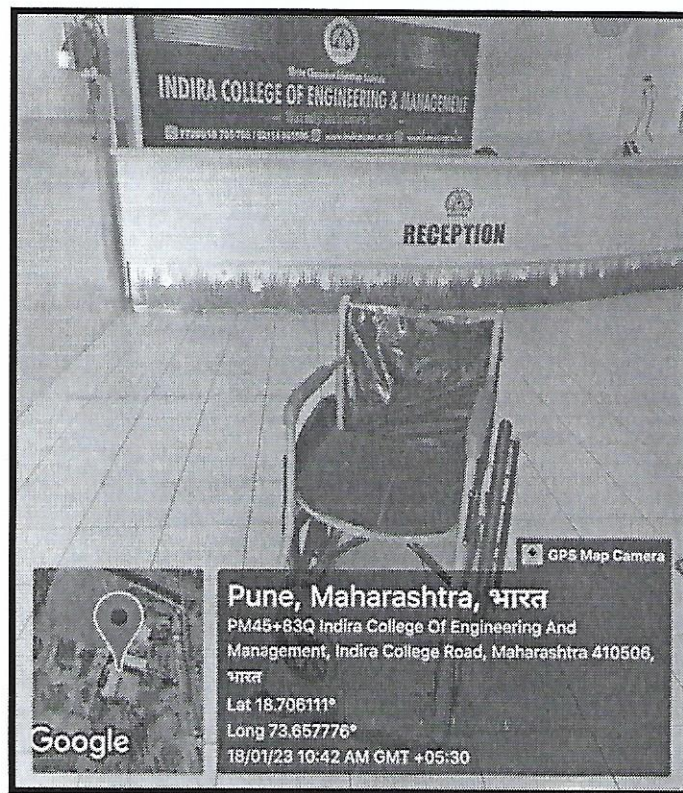 INDIRA COLLEGE OF ENGINEERING & MANAGEMENT
RECEPTION
GPS Map Camera
Pune, Maharashtra, भारत
PM45+83Q Indira College Of Engineering And
Management, Indira College Road, Maharashtra 410506,
भारत
Lat 18.706111°
Long 73.657776°
18/01/23 10:42 AM GMT +05:30
Google